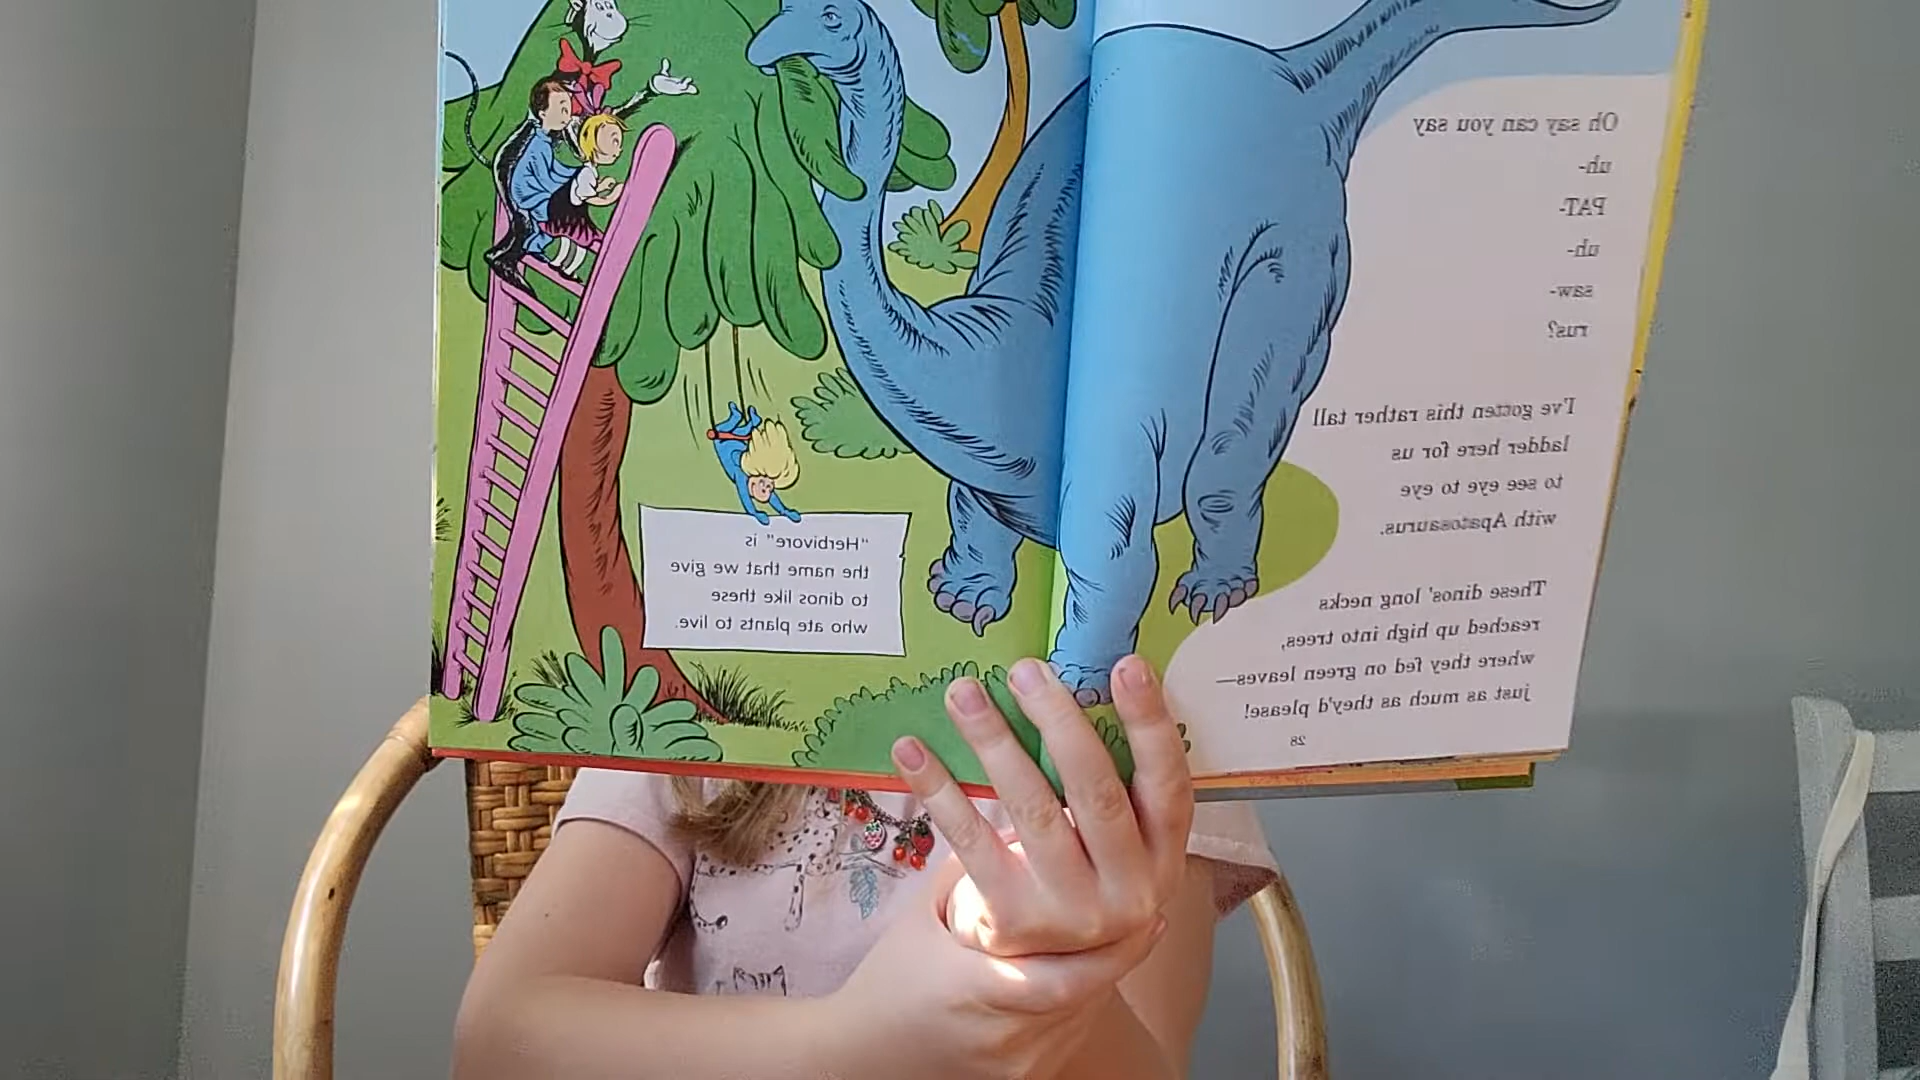 Oh say can you say
uh-
PAT-
uh-
saw-
rus?
I've gotten this rather tall
ladder here for us
to see eye to eye
with Apatosaurus.
These dinos' long necks
reached up high into trees,
where they fed on green leaves—
just as much as they'd please!
28
"Herbivore" is
the name that we give
to dinos like these
who ate plants to live.